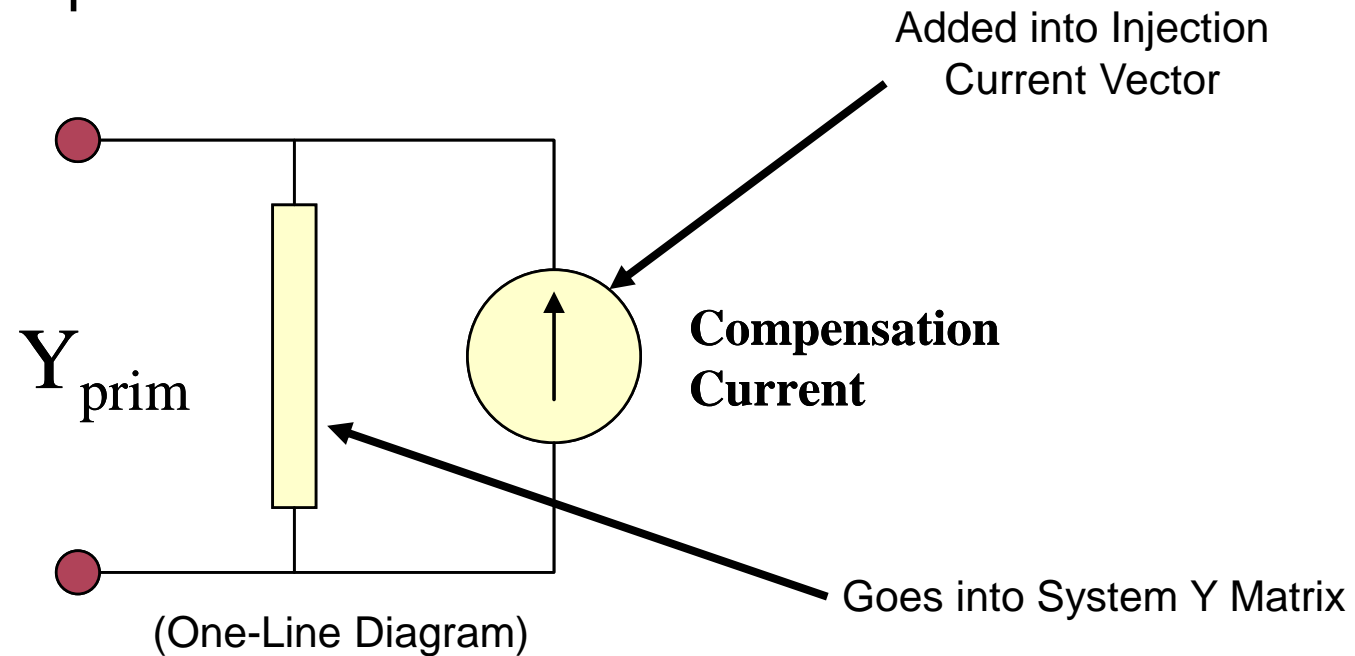 Added into Injection
Current Vector
Compensation
Current
Y prim
Goes into System Y Matrix
(One-Line Diagram)